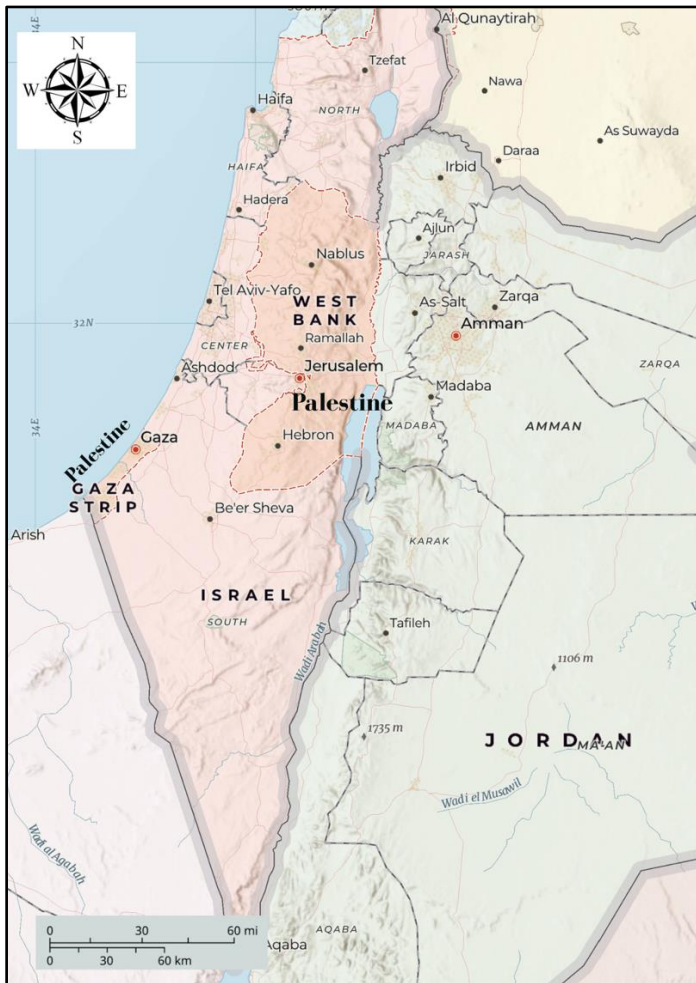 SOUTH
34E
Al Qunaytirah
N
W E
S
Tzefat
Nawa
Haifa
NORTH
As Suwayda
Daraa
Irbid
HAIFA
Hadera
Ajlun
JARASH
Nablus
Tel Aviv-Yafo
WEST
BANK
As-Salt
Zarqa
32N
Amman
CENTER
Ramallah
ZARQA
Ashdod
Jerusalem
Madaba
Palestine
34E
MADABA
AMMAN
Palestine
Gaza
Hebron
GAZA
STRIP
Be'er Sheva
Arish
KARAK
ISRAEL
SOUTH
Tafileh
Wadi Arabah
1106 m
1735 m
JORDAN
MA'AN
Wadi el Musawil
Wadi al Aqabah
0 30 60 mi
0 30 60 km
Aqaba
AQABA